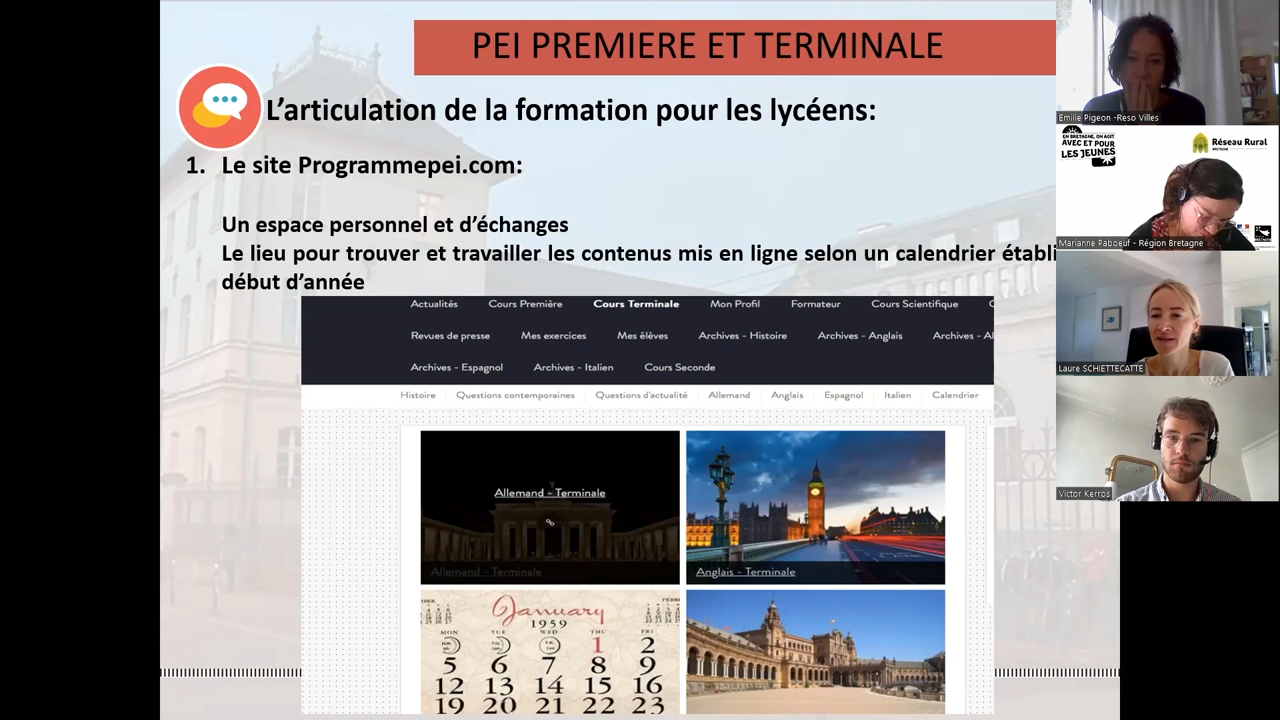 PEI PREMIERE ET TERMINALE
L'articulation de la formation pour les lycéens:
1. Le site Programmepei.com:
Un espace personnel et d'échanges
Le lieu pour trouver et travailler les contenus mis en ligne selon un calendrier établi
début d'année
Actualités Cours Première Cours Terminale Mon Profil Formateur Cours Scientifique
Revues de presse Mes exercices Mes élèves Archives - Histoire Archives - Anglais Archives - Al
Archives - Espagnol Archives - Italien Cours Seconde
Histoire Questions contemporaines Questions d'actualité Allemand Anglais Espagnol Italien Calendrier
Allemand - Terminale
Allemand - Terminale
Anglais - Terminale
January
1959
MON TUE WED THU FRI
1 2
5 6 7 8 9
12 13 14 15 16
19 20 21 22 23
Emilie Pigeon -Reso Villes
EN BRETAGNE, ON AGIT
AVEC ET POUR
LES JEUNES
Réseau Rural
BRETAGNE
Marianne Paboeuf - Région Bretagne
Laure SCHIETTECATTE
Victor Kerros